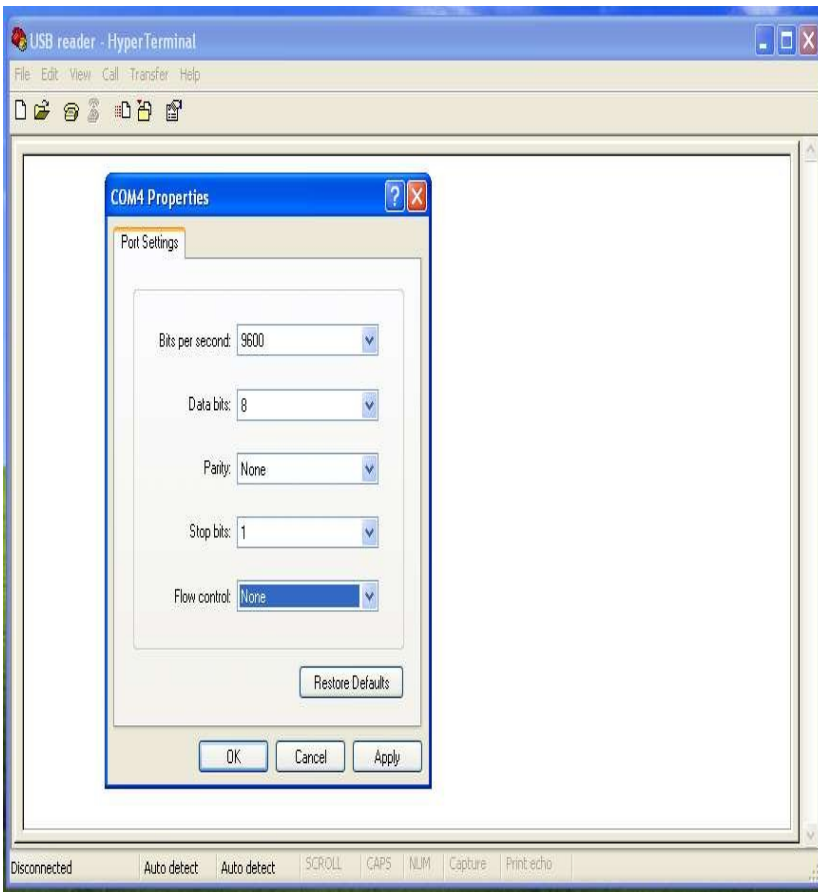 USB reader - HyperTerminal
File Edit View Call Transfer Help
COM4 Properties
Port Settings
Bits per second: 9600
Data bits: 8
Parity: None
Stop bits: 1
Flow control: None
Restore Defaults
OK Cancel Apply
Disconnected Auto detect Auto detect SCROLL CAPS NUM Capture Print echo